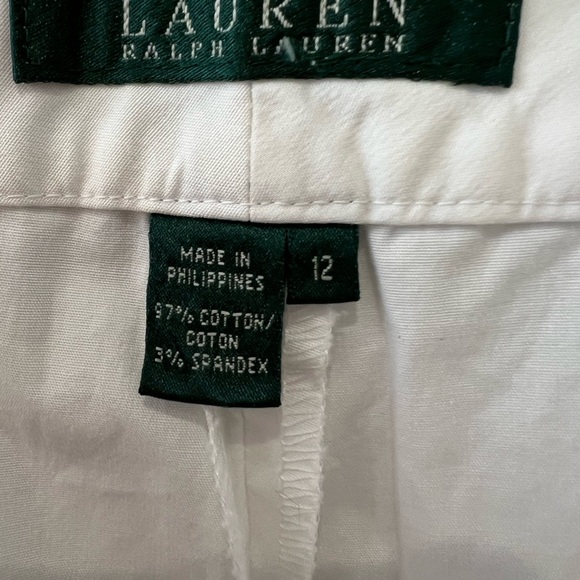 LAUREN
RALPH LAUREN
MADE IN
PHILIPPINES
12
97% COTTON/
COTON
3% SPANDEX